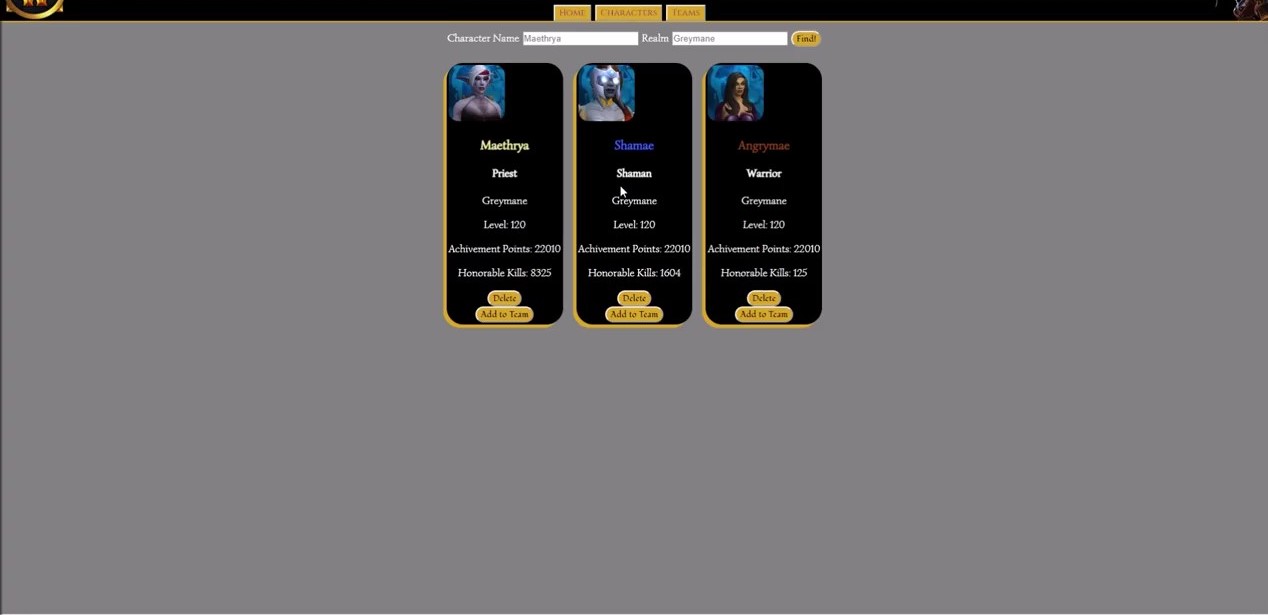 Home Characters Teams
Character Name Maethrya Realm Greymane Find!
Maethrya
Priest
Greymane
Level: 120
Achivement Points: 22010
Honorable Kills: 8325
Delete
Add to Team
Shamae
Shaman
Greymane
Level: 120
Achivement Points: 22010
Honorable Kills: 1604
Delete
Add to Team
Angrymae
Warrior
Greymane
Level: 120
Achivement Points: 22010
Honorable Kills: 125
Delete
Add to Team